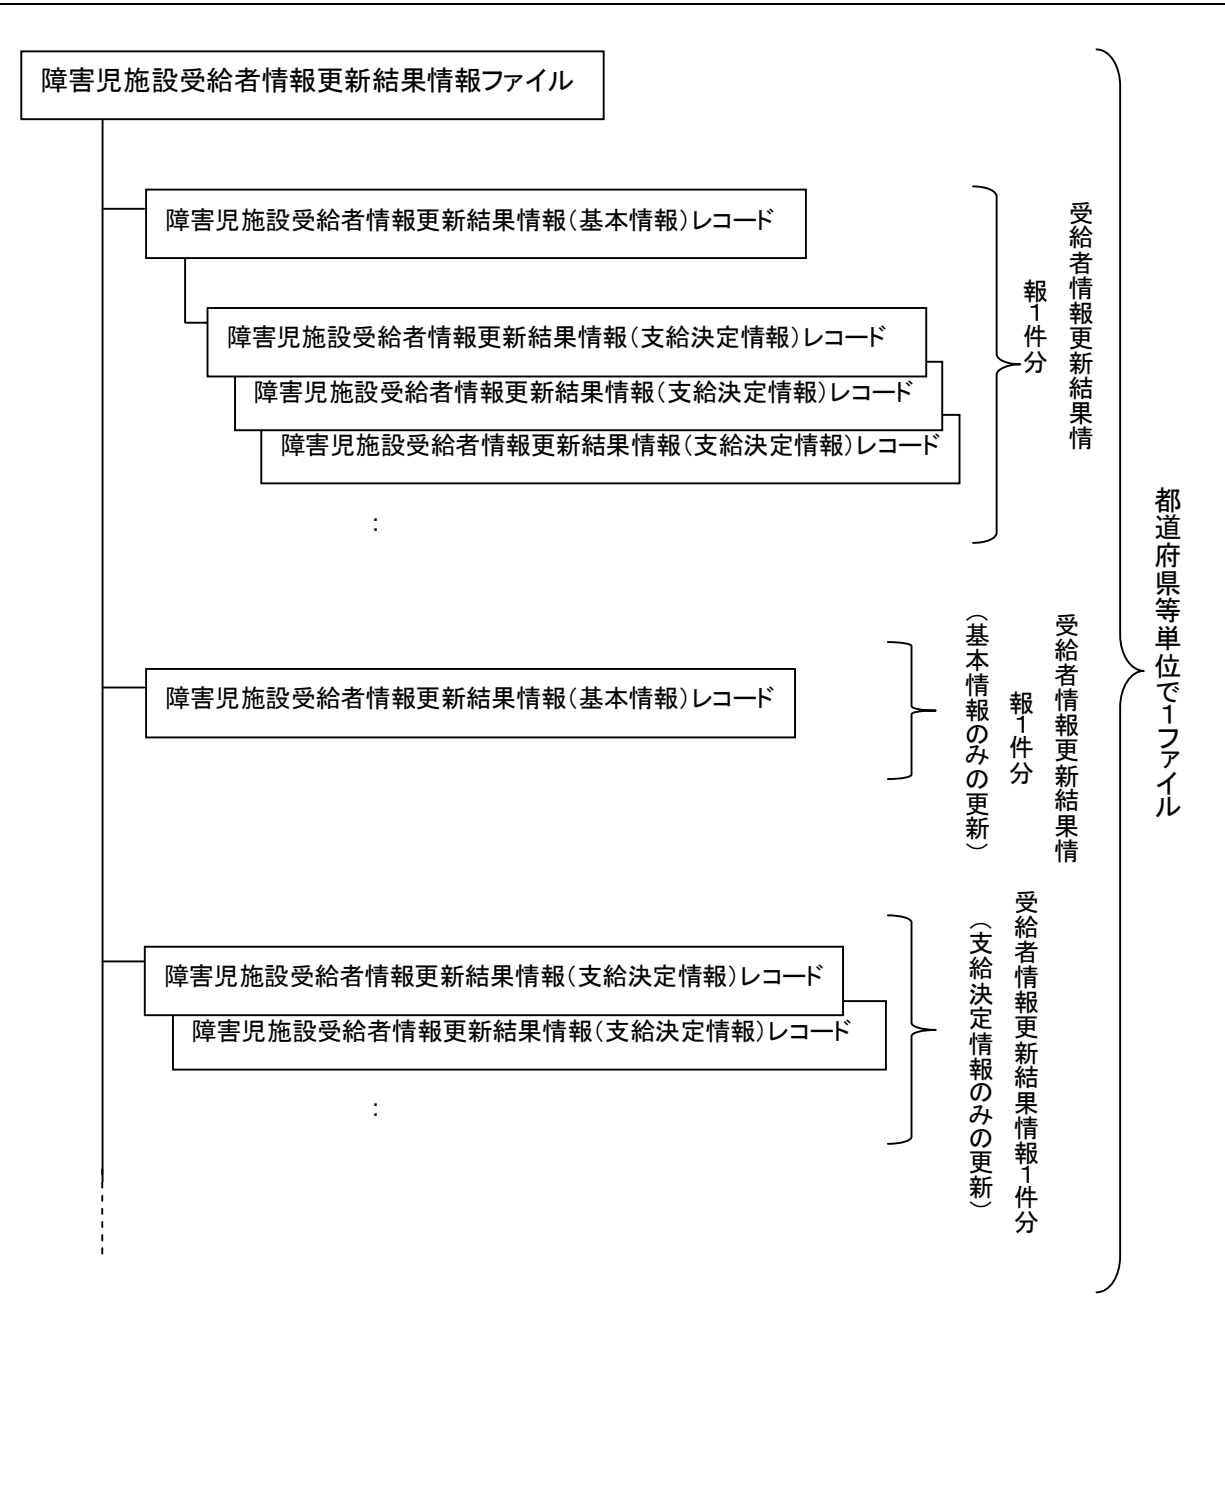 障害児施設受給者情報更新結果情報ファイル
障害児施設受給者情報更新結果情報（基本情報）レコード
障害児施設受給者情報更新結果情報（支給決定情報）レコード
障害児施設受給者情報更新結果情報（支給決定情報）レコード
障害児施設受給者情報更新結果情報（支給決定情報）レコード
：
受給者情報更新結果情
報１件分
障害児施設受給者情報更新結果情報（基本情報）レコード
受給者情報更新結果情
報１件分
（基本情報のみの更新）
障害児施設受給者情報更新結果情報（支給決定情報）レコード
障害児施設受給者情報更新結果情報（支給決定情報）レコード
：
受給者情報更新結果情報１件分
（支給決定情報のみの更新）
都道府県等単位で１ファイル